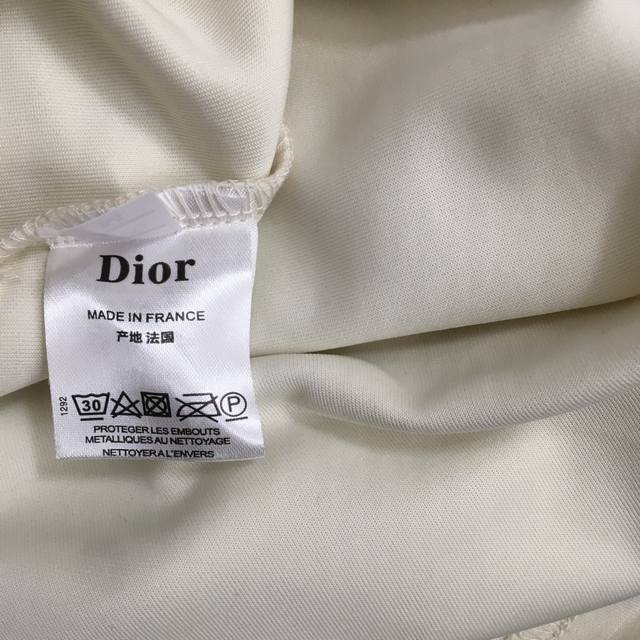 Dior
MADE IN FRANCE
产地 法国
1292
30 P
PROTEGER LES EMBOUTS
METALLIQUES AU NETTOYAGE
NETTOYER A L'ENVERS